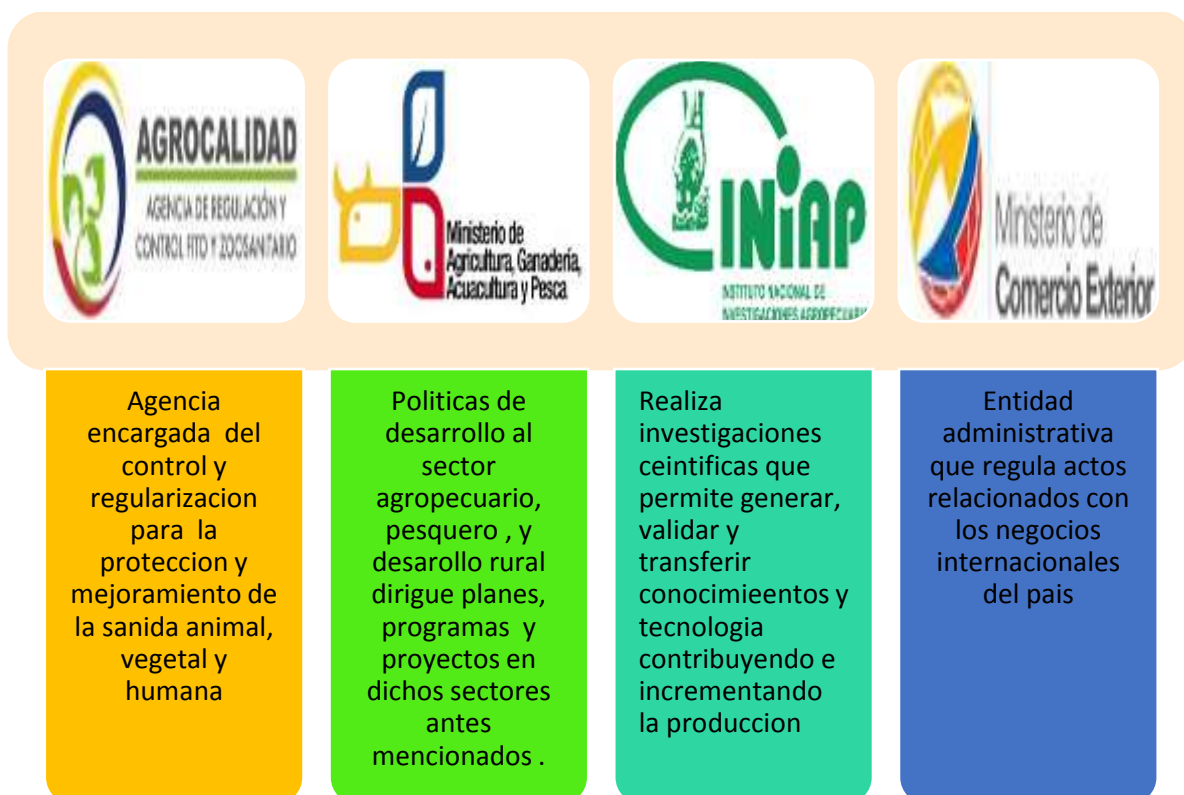 AGROCALIDAD
AGENCIA DE REGULACIÓN Y
CONTROL FITO Y ZOOSANITARIO
Ministerio de
Agricultura, Ganadería,
Acuacultura y Pesca
INiAP
INSTITUTO NACIONAL DE
INVESTIGACIONES AGROPECUARI
Ministerio de
Comercio Exterior
Agencia
encargada del
control y
regularizacion
para la
proteccion y
mejoramiento de
la sanida animal,
vegetal y
humana
Politicas de
desarrollo al
sector
agropecuario,
pesquero , y
desarollo rural
dirigue planes,
programas y
proyectos en
dichos sectores
antes
mencionados .
Realiza
investigaciones
ceintificas que
permite generar,
validar y
transferir
conocimieentos y
tecnologia
contribuyendo e
incrementando
la produccion
Entidad
administrativa
que regula actos
relacionados con
los negocios
internacionales
del pais